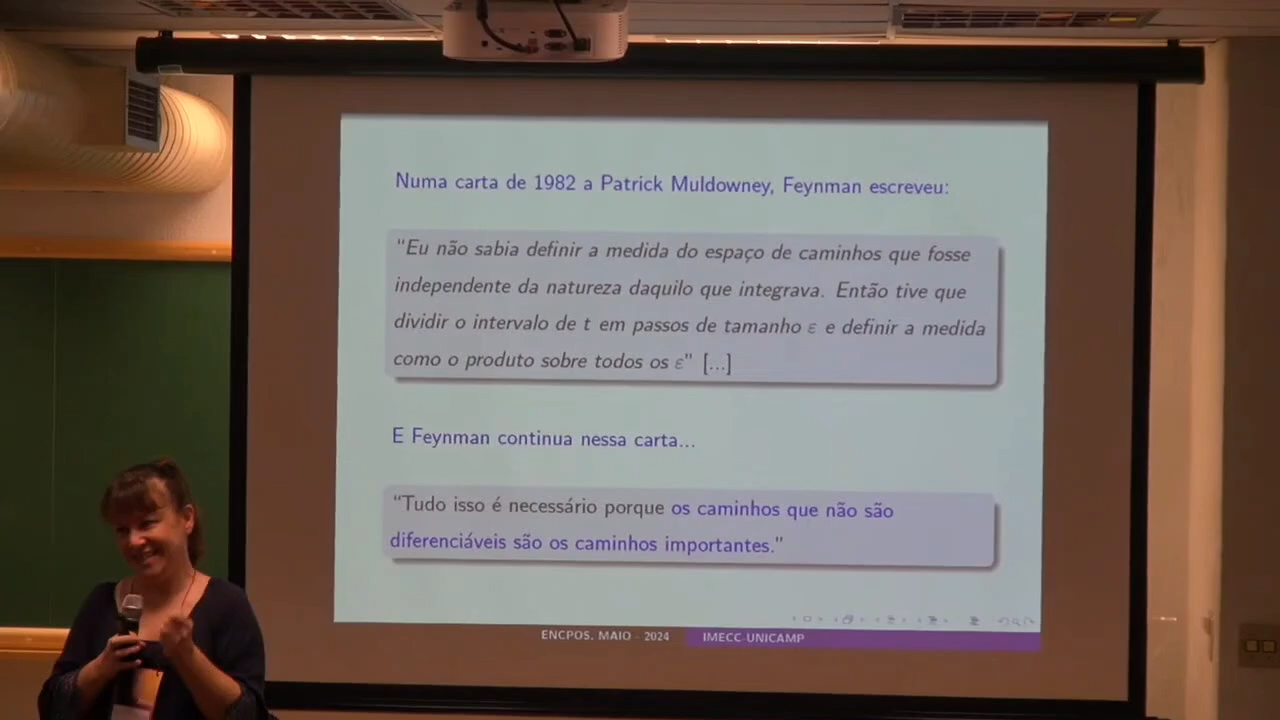 Numa carta de 1982 a Patrick Muldowney, Feynman escreveu:
“Eu não sabia definir a medida do espaço de caminhos que fosse
independente da natureza daquilo que integrava. Então tive que
dividir o intervalo de t em passos de tamanho ε e definir a medida
como o produto sobre todos os ε" [...]
E Feynman continua nessa carta...
“Tudo isso é necessário porque os caminhos que não são
diferenciáveis são os caminhos importantes."
ENCPOS. MAIO - 2024 IMECC-UNICAMP